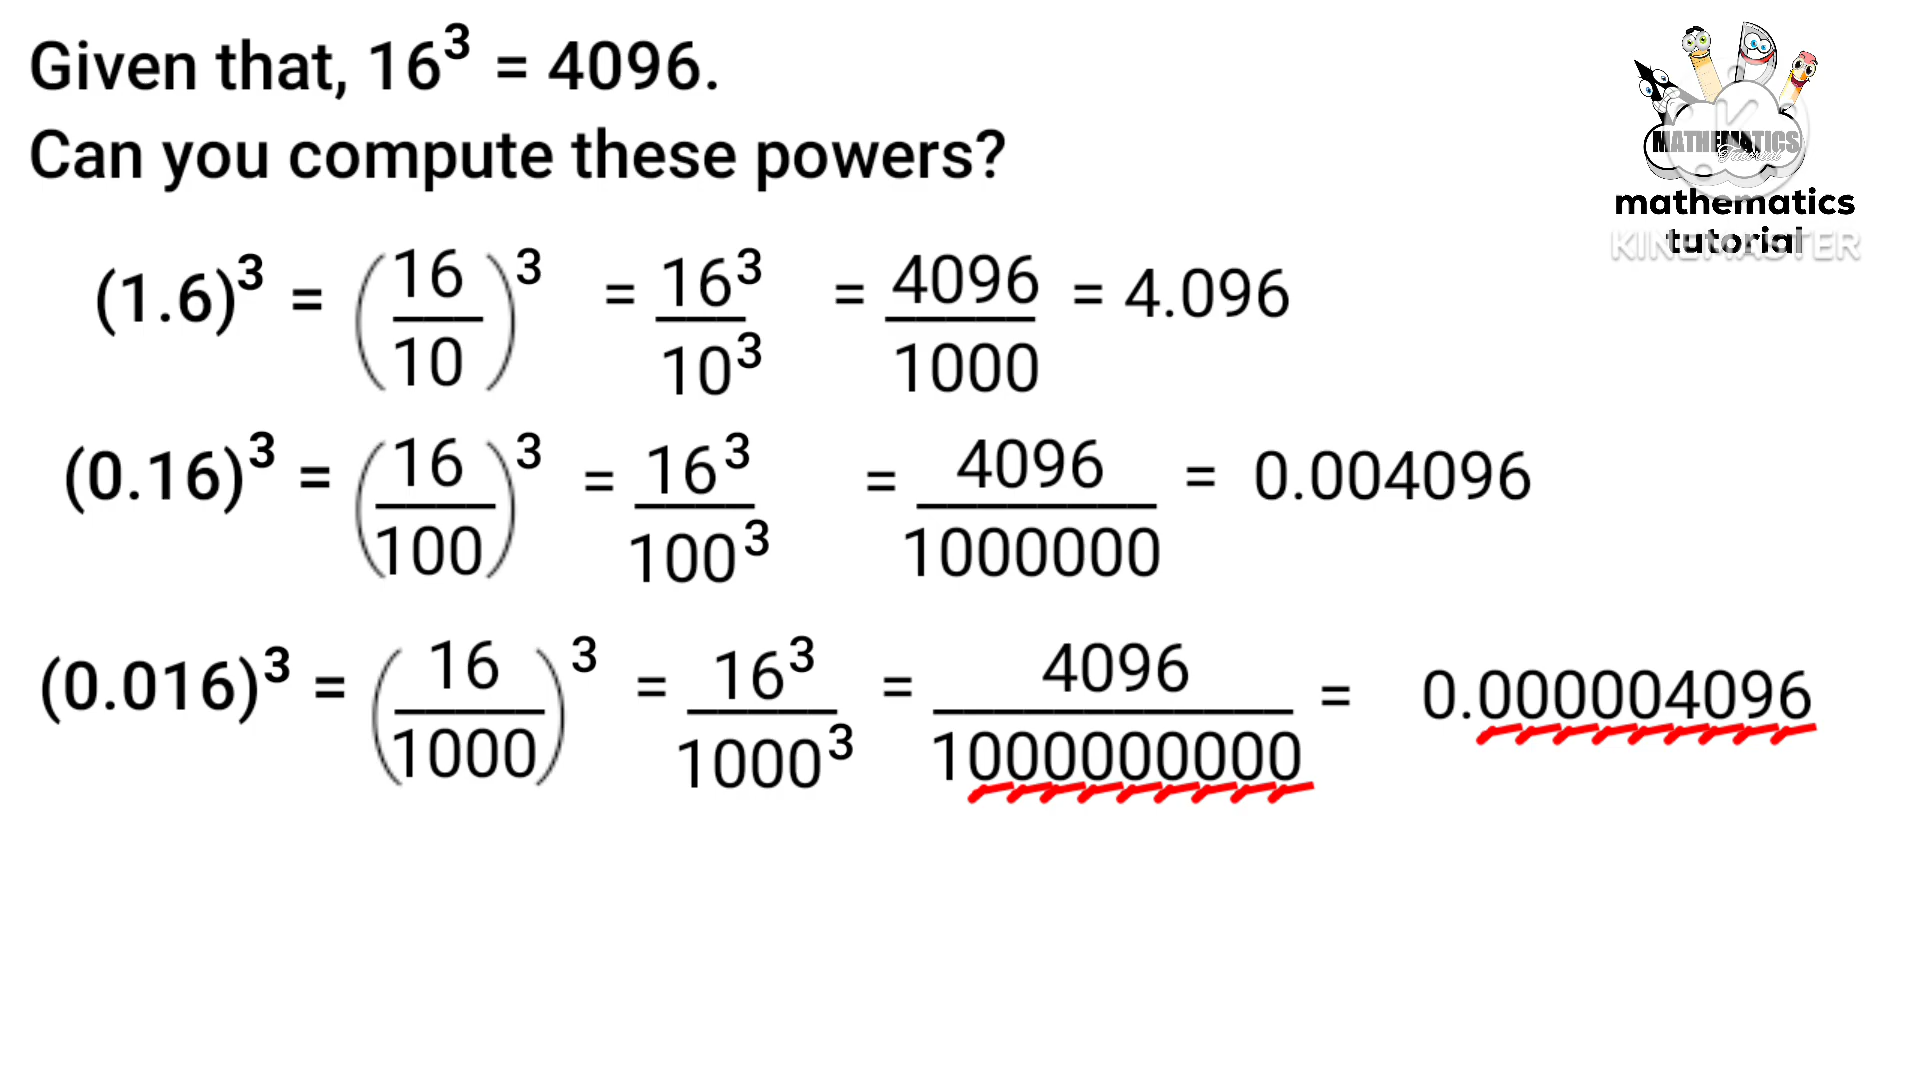 Given that, 16³ = 4096.
Can you compute these powers?
(1.6)³ = (16/10)³ = 16³/10³ = 4096/1000 = 4.096
(0.16)³ = (16/100)³ = 16³/100³ = 4096/1000000 = 0.004096
(0.016)³ = (16/1000)³ = 16³/1000³ = 4096/1000000000 = 0.000004096
MATHEMATICS
Tutorial
mathematics
tutorial
KINEMASTER